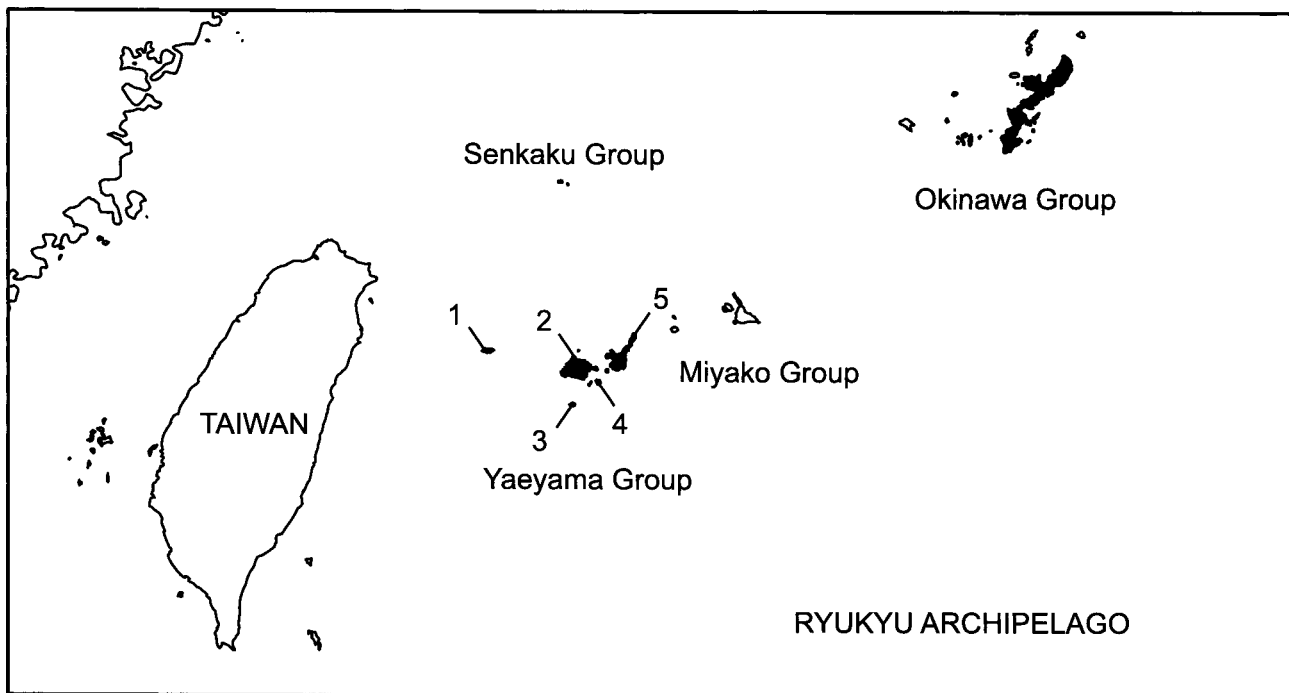 Senkaku Group
Okinawa Group
1
2
5
Miyako Group
TAIWAN
3
4
Yaeyama Group
RYUKYU ARCHIPELAGO